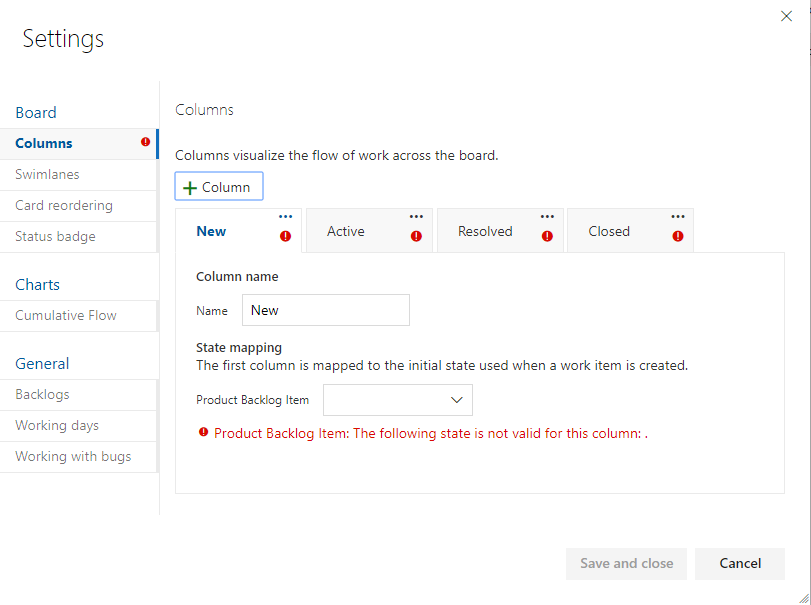 Settings
Board
Columns
Swimlanes
Card reordering
Status badge
Charts
Cumulative Flow
General
Backlogs
Working days
Working with bugs
Columns
Columns visualize the flow of work across the board.
+ Column
New
Active
Resolved
Closed
Column name
Name New
State mapping
The first column is mapped to the initial state used when a work item is created.
Product Backlog Item
Product Backlog Item: The following state is not valid for this column: .
Save and close
Cancel